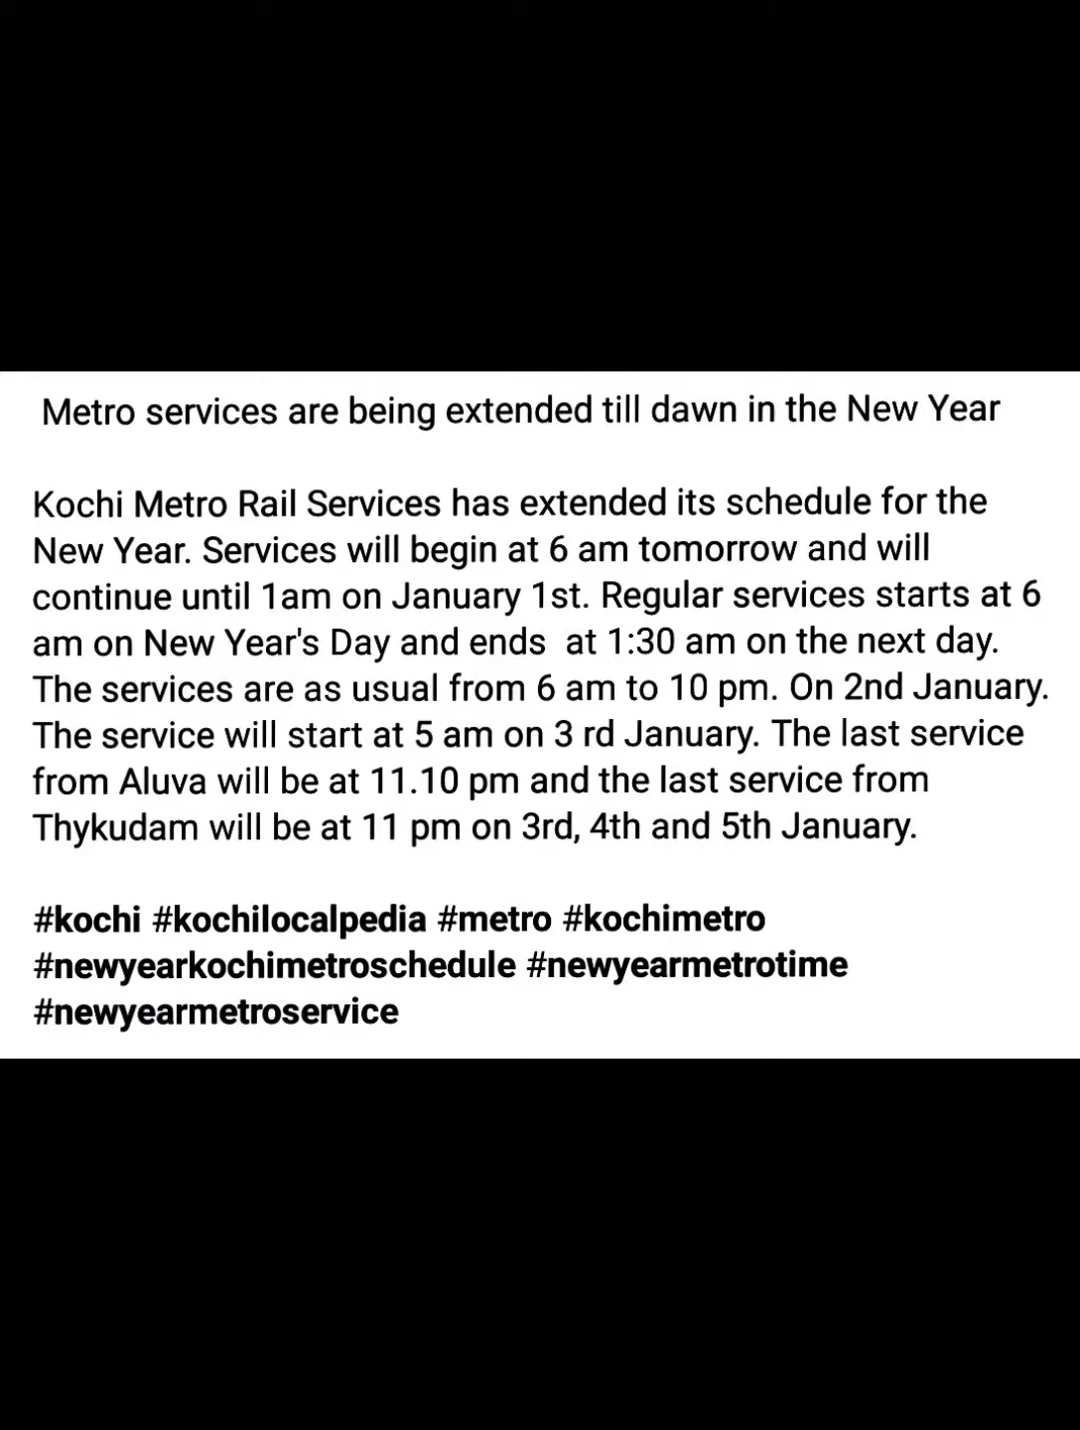 Metro services are being extended till dawn in the New Year
Kochi Metro Rail Services has extended its schedule for the
New Year. Services will begin at 6 am tomorrow and will
continue until 1am on January 1st. Regular services starts at 6
am on New Year's Day and ends  at 1:30 am on the next day.
The services are as usual from 6 am to 10 pm. On 2nd January.
The service will start at 5 am on 3 rd January. The last service
from Aluva will be at 11.10 pm and the last service from
Thykudam will be at 11 pm on 3rd, 4th and 5th January.
#kochi #kochilocalpedia #metro #kochimetro
#newyearkochimetroschedule #newyearmetrotime
#newyearmetroservice